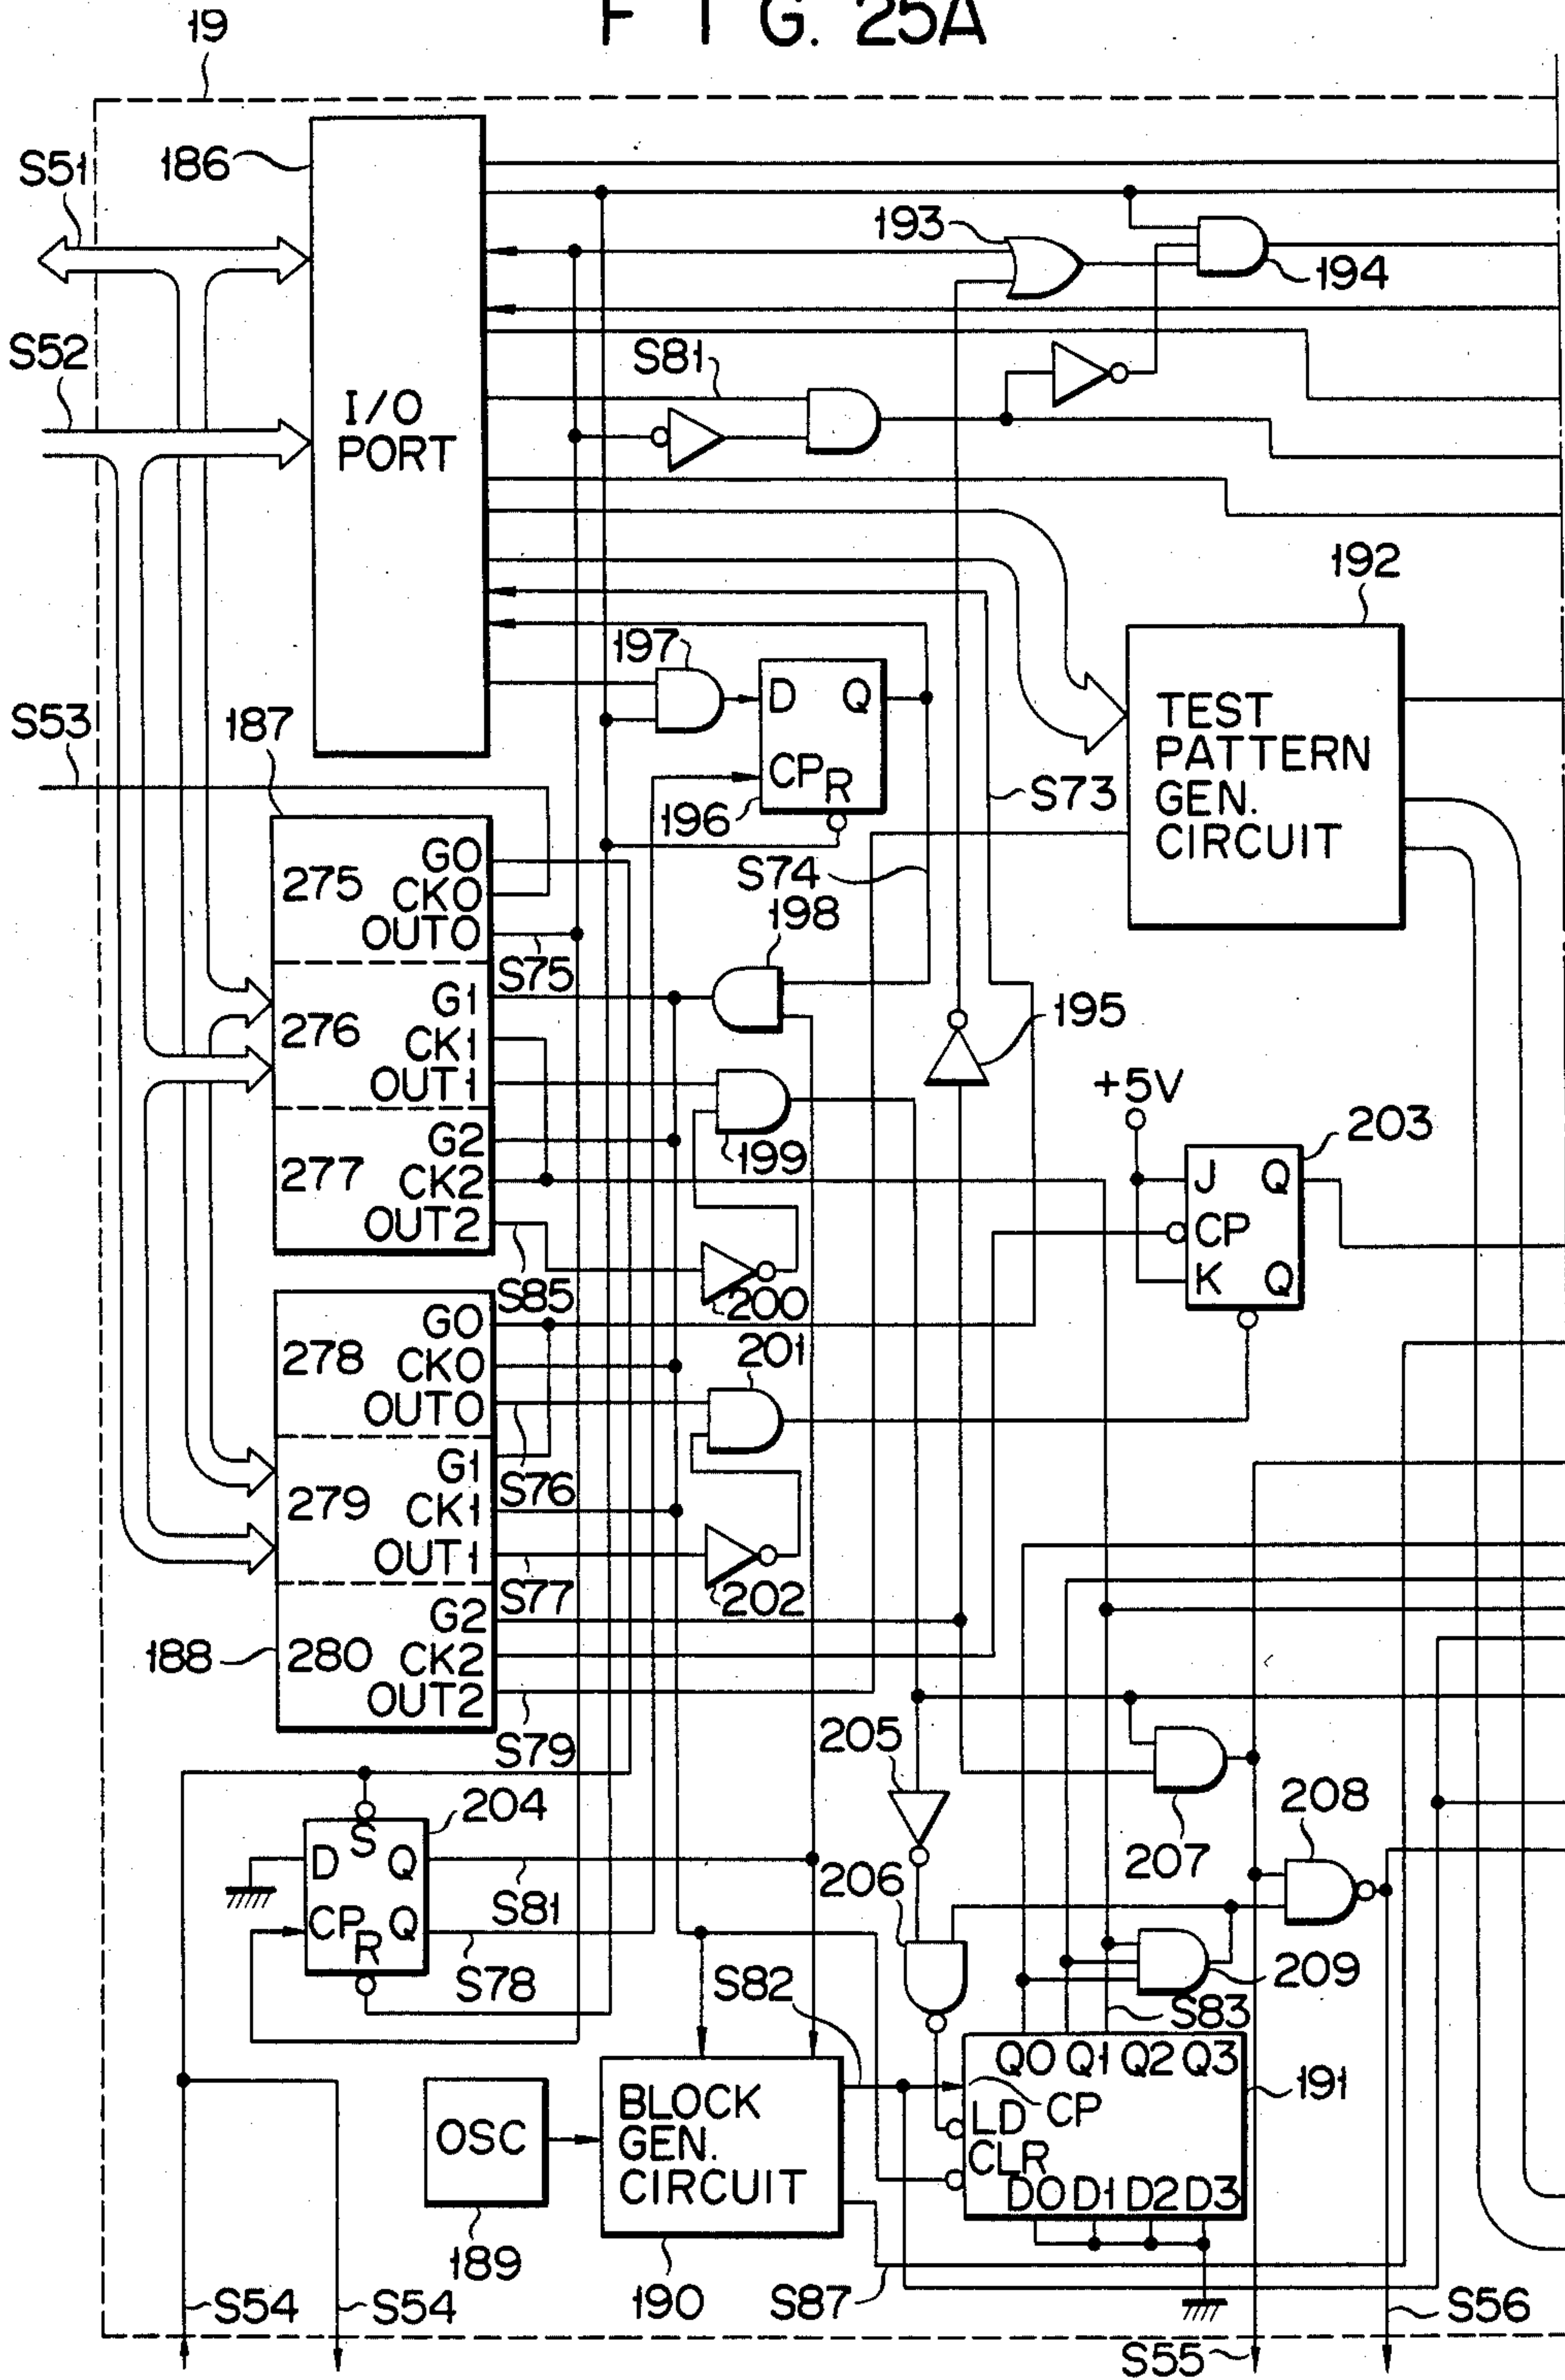 F I G. 25A
19
S51
186
193
194
S52
S81
I/O
PORT
192
197
D Q
CP R
196
S53
187
S73
TEST
PATTERN
GEN.
CIRCUIT
S74
198
275
G0
CK0
OUT0
S75
276
G1
CK1
OUT1
195
199
277
G2
CK2
OUT2
S85
200
+5V
203
J Q
CP
K Q
278
G0
CK0
OUT0
201
S76
279
G1
CK1
OUT1
S77
202
188
280
G2
CK2
OUT2
S79
205
204
S
D Q
CP R Q
S81
S78
206
207
208
209
S82
S83
Q0 Q1 Q2 Q3
191
CP
LD
CLR
D0 D1 D2 D3
OSC
189
BLOCK
GEN.
CIRCUIT
190
S87
S54
S54
S55
S56